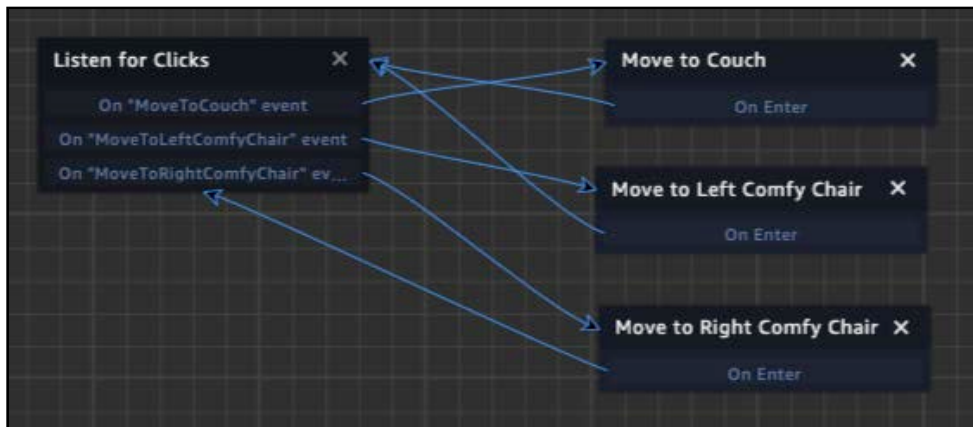 Listen for Clicks
On "MoveToCouch" event
On "MoveToLeftComfyChair" event
On "MoveToRightComfyChair" ev...
Move to Couch
On Enter
Move to Left Comfy Chair
On Enter
Move to Right Comfy Chair
On Enter